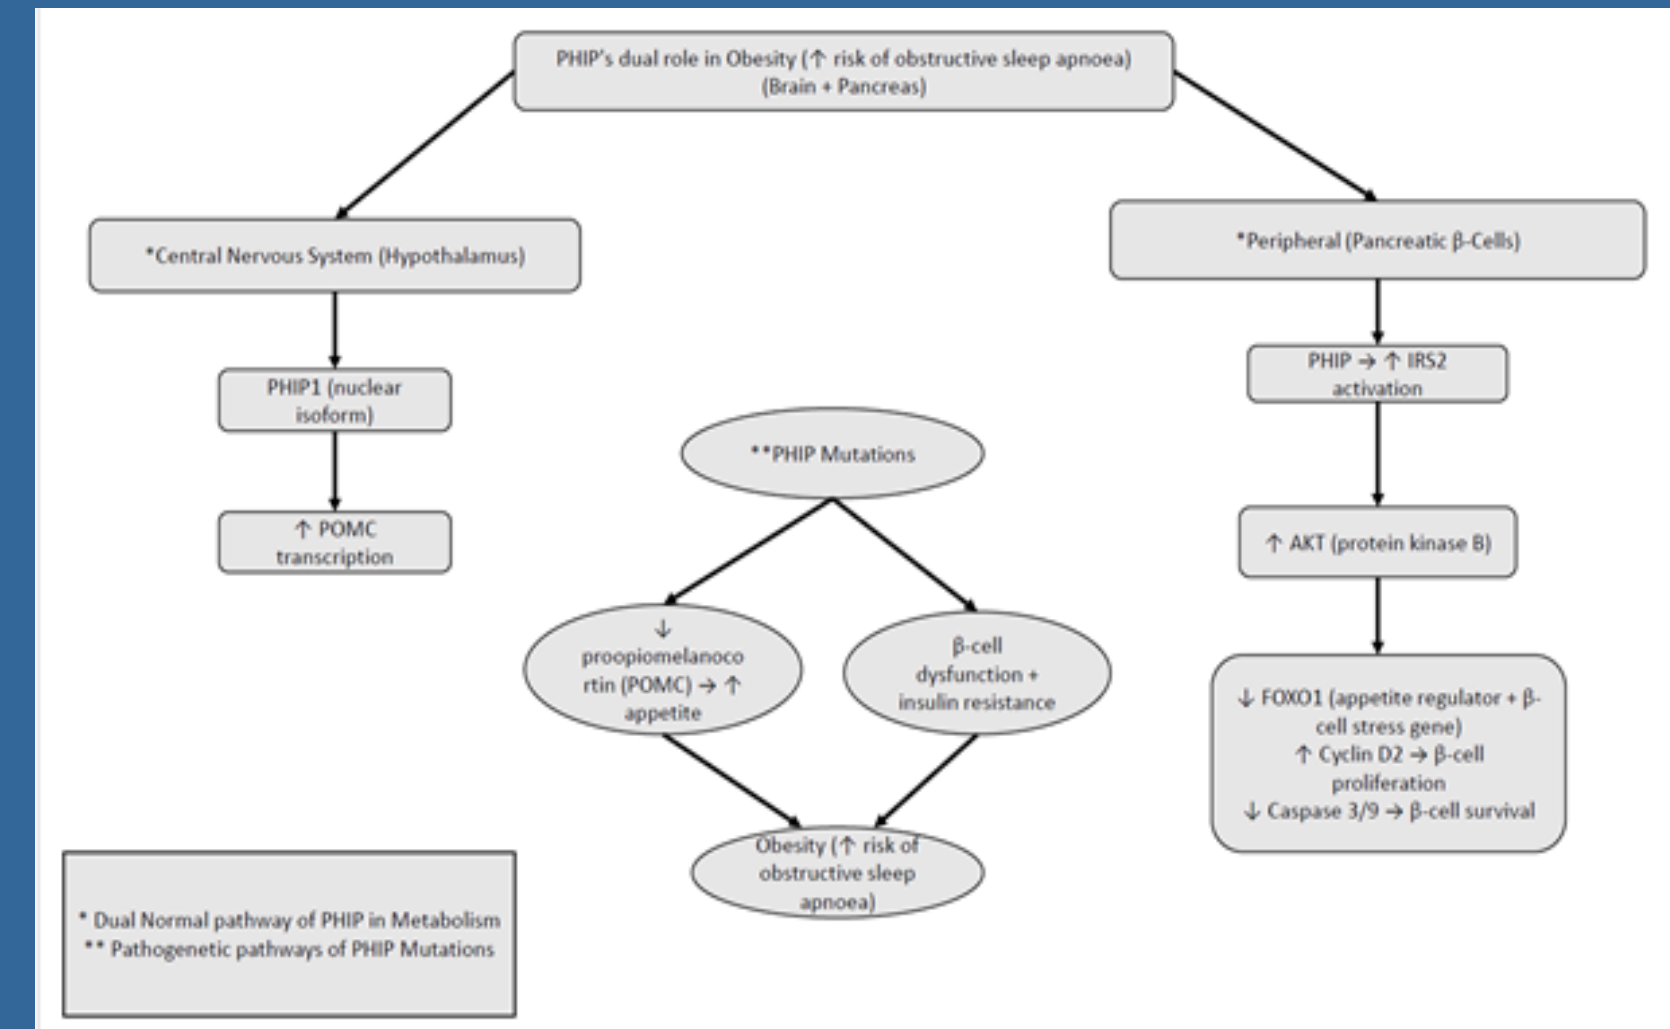 PHIP's dual role in Obesity (↑ risk of obstructive sleep apnoea)
(Brain + Pancreas)
*Central Nervous System (Hypothalamus)
PHIP1 (nuclear
isoform)
↑ POMC
transcription
*Peripheral (Pancreatic β-Cells)
PHIP → ↑ IRS2
activation
↑ AKT (protein kinase B)
↓ FOXO1 (appetite regulator + β-
cell stress gene)
↑ Cyclin D2 → β-cell
proliferation
↓ Caspase 3/9 → β-cell survival
**PHIP Mutations
↓
proopiomelanoco
rtin (POMC) → ↑
appetite
β-cell
dysfunction +
insulin resistance
Obesity (↑ risk of
obstructive sleep
apnoea)
* Dual Normal pathway of PHIP in Metabolism
** Pathogenetic pathways of PHIP Mutations